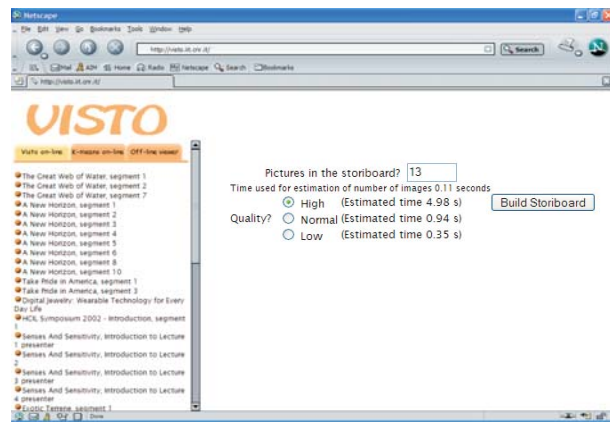 Netscape
File Edit View Go Bookmarks Tools Window Help
http://visto.iit.cnr.it/
Search
IM Mail AIM Home Radio Netscape Search Bookmarks
http://visto.iit.cnr.it/
VISTO
Visto on-line K-means on-line Off-line viewer
The Great Web of Water, segment 1
The Great Web of Water, segment 2
The Great Web of Water, segment 7
A New Horizon, segment 1
A New Horizon, segment 2
A New Horizon, segment 3
A New Horizon, segment 4
A New Horizon, segment 5
A New Horizon, segment 6
A New Horizon, segment 8
A New Horizon, segment 10
Take Pride in America, segment 1
Take Pride in America, segment 3
Digital Jewelry: Wearable Technology for Every
Day Life
HCIL Symposium 2002 - Introduction, segment
1
Senses And Sensitivity, Introduction to Lecture
1 presenter
Senses And Sensitivity, Introduction to Lecture
2
Senses And Sensitivity, Introduction to Lecture
3 presenter
Senses And Sensitivity, Introduction to Lecture
4 presenter
Exotic Terrane, segment 1
Pictures in the storiboard? 13
Time used for estimation of number of images 0.11 seconds
High (Estimated time 4.98 s) Build Storiboard
Quality? Normal (Estimated time 0.94 s)
Low (Estimated time 0.35 s)
Done